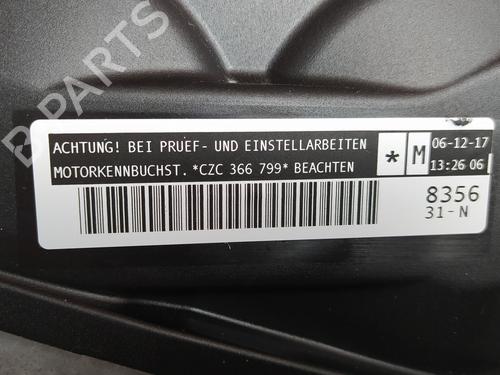 B PARTS
ACHTUNG! BEI PRUEF- UND EINSTELLARBEITEN
MOTORKENNBUCHST. *CZC 366 799* BEACHTEN
* M
06-12-17
13:26 06
8356
31-N